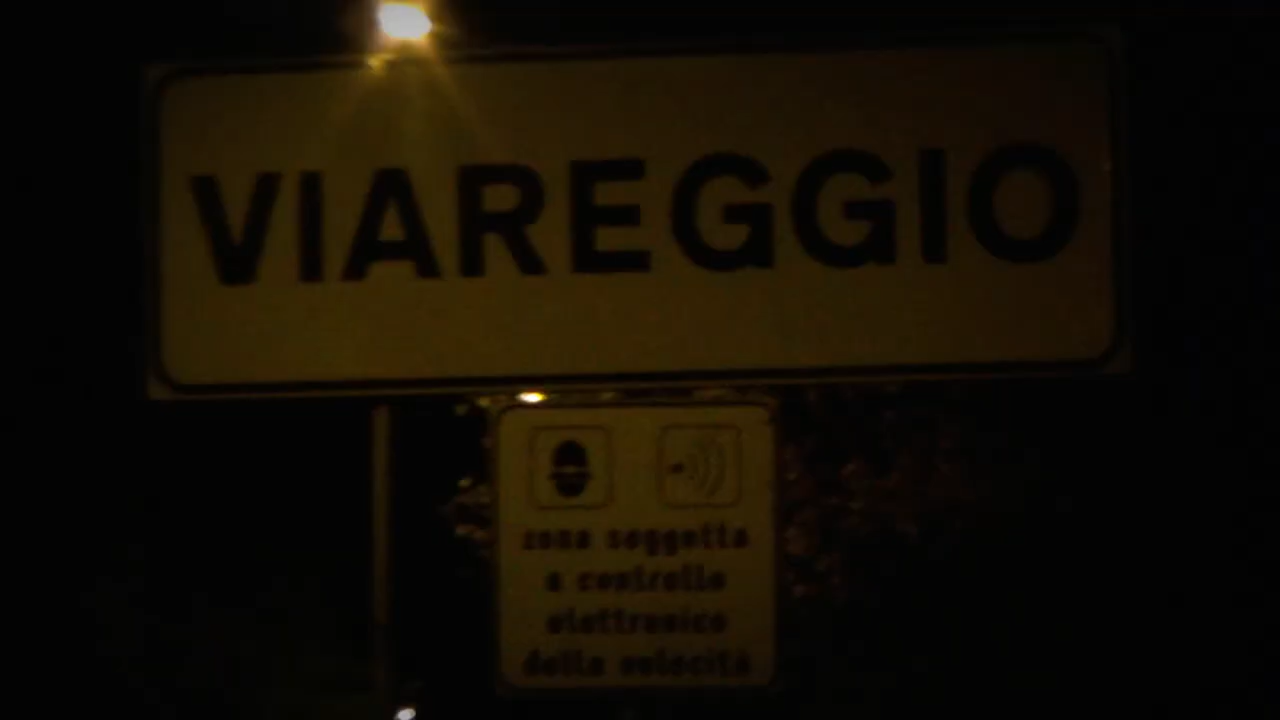 VIAREGGIO
zona soggetta
a controllo
elettronico
della velocità